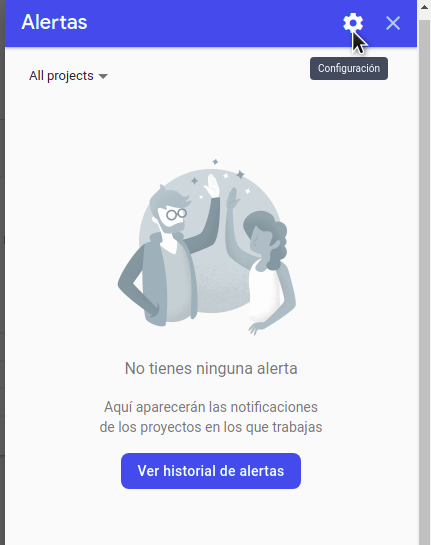 Alertas
Configuración
All projects
No tienes ninguna alerta
Aquí aparecerán las notificaciones
de los proyectos en los que trabajas
Ver historial de alertas